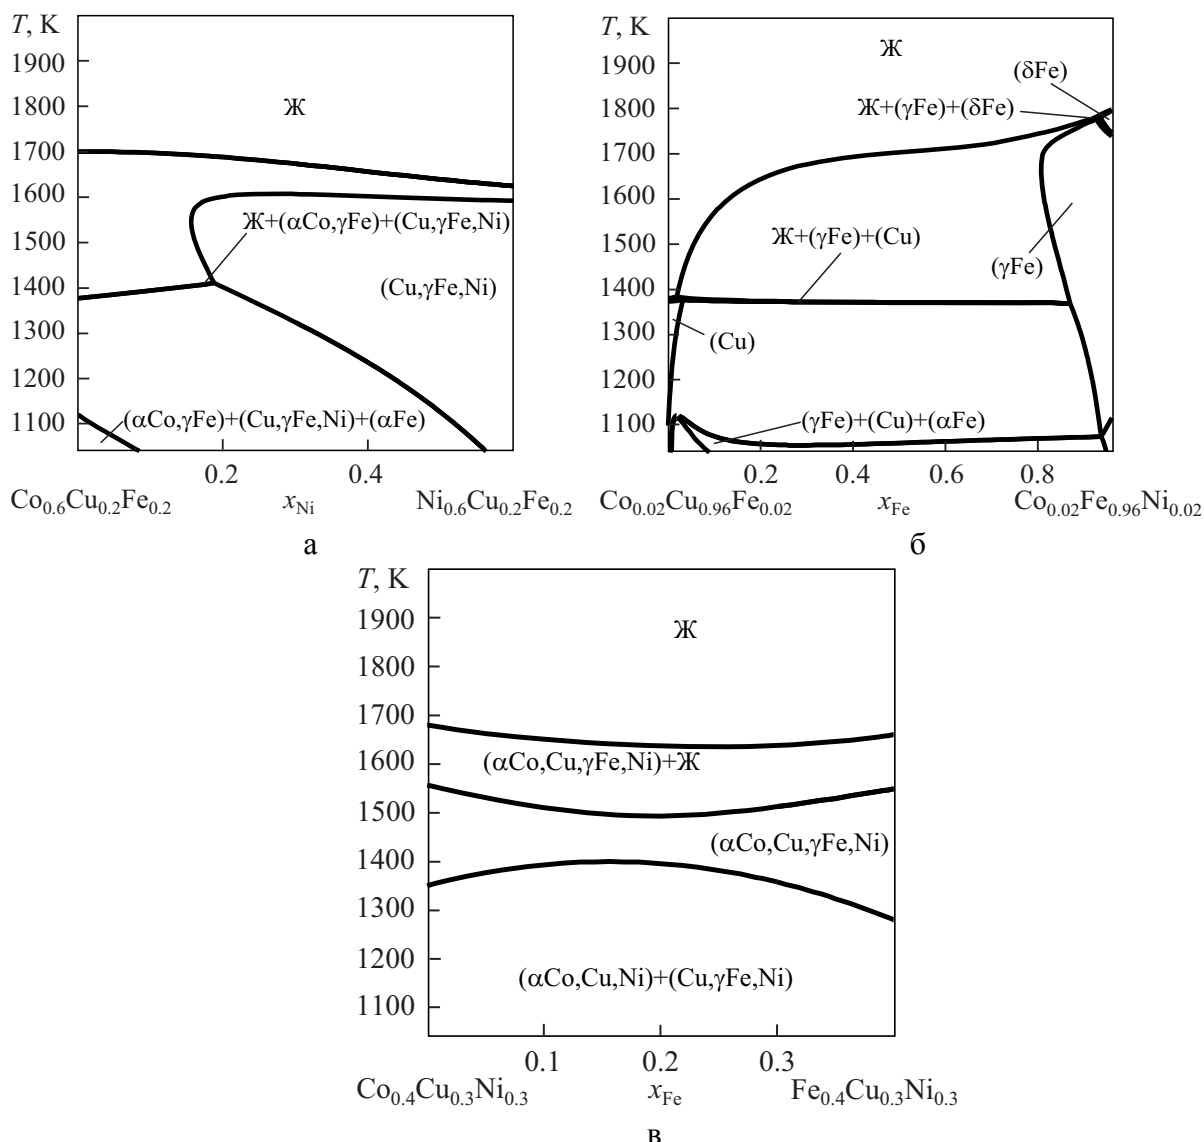 T, K
1900
1800
1700
1600
1500
1400
1300
1200
1100
Ж
Ж+(αCo,γFe)+(Cu,γFe,Ni)
(Cu,γFe,Ni)
(αCo,γFe)+(Cu,γFe,Ni)+(αFe)
0.2
0.4
Co0.6Cu0.2Fe0.2
xNi
Ni0.6Cu0.2Fe0.2
а
T, K
1900
1800
1700
1600
1500
1400
1300
1200
1100
Ж
(δFe)
Ж+(γFe)+(δFe)
Ж+(γFe)+(Cu)
(γFe)
(Cu)
(γFe)+(Cu)+(αFe)
0.2
0.4
0.6
0.8
Co0.02Cu0.96Fe0.02
xFe
Co0.02Fe0.96Ni0.02
б
T, K
1900
1800
1700
1600
1500
1400
1300
1200
1100
Ж
(αCo,Cu,γFe,Ni)+Ж
(αCo,Cu,γFe,Ni)
(αCo,Cu,Ni)+(Cu,γFe,Ni)
0.1
0.2
0.3
Co0.4Cu0.3Ni0.3
xFe
Fe0.4Cu0.3Ni0.3
в